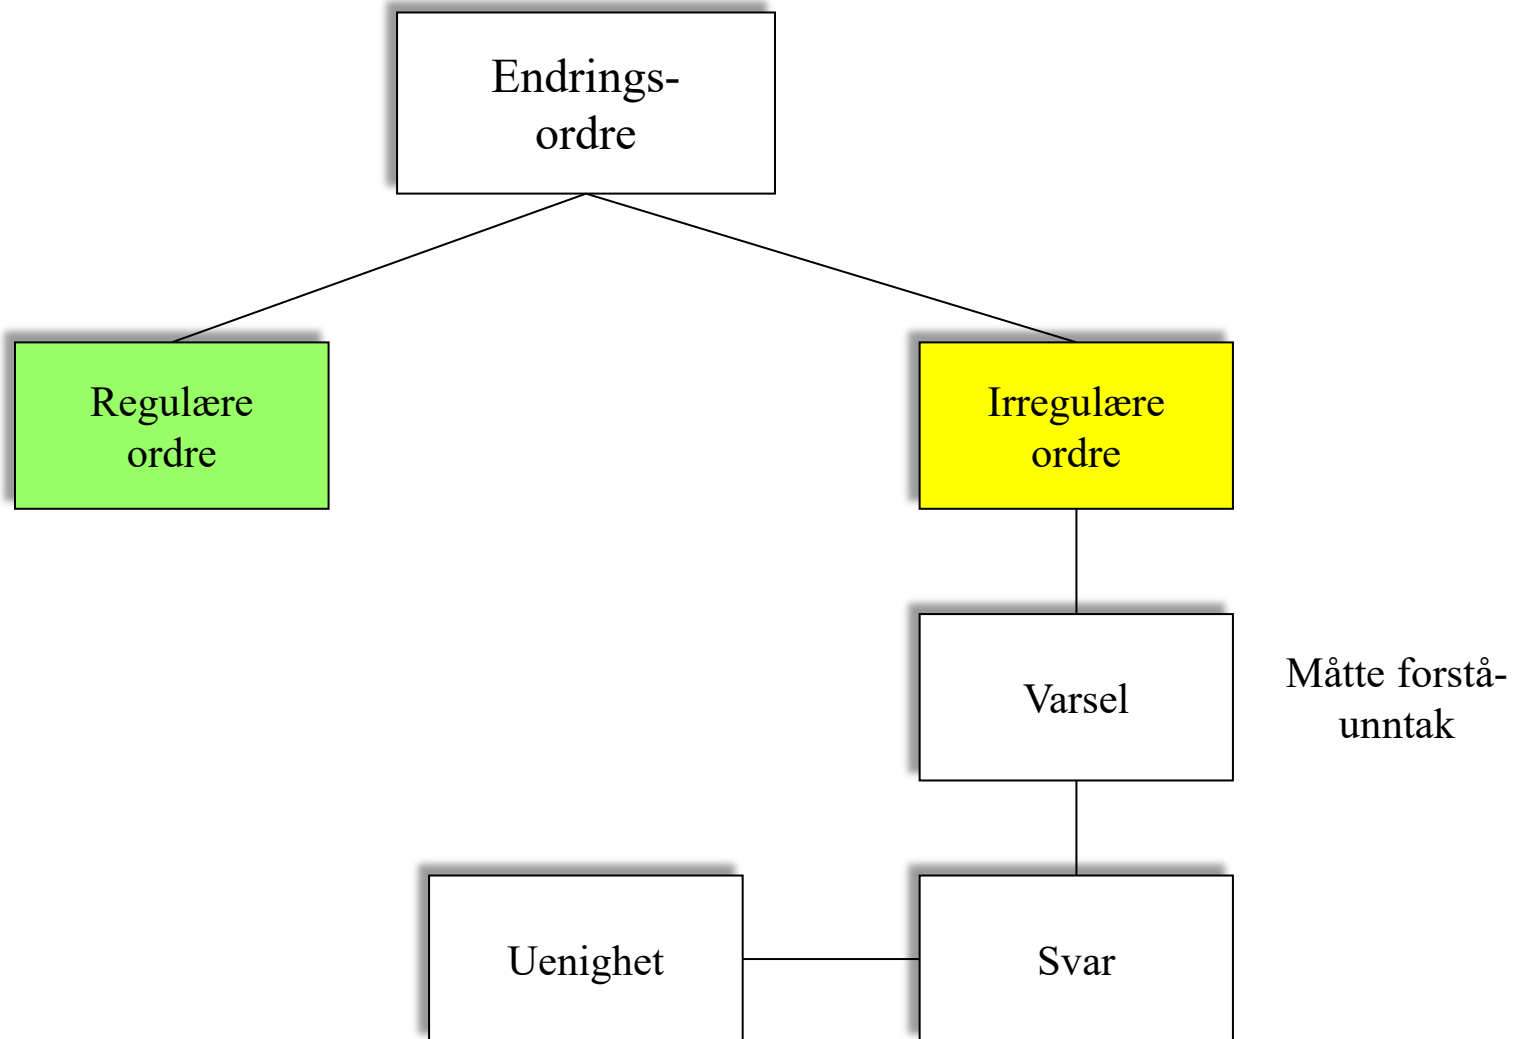 Endrings-
ordre
Regulære
ordre
Irregulære
ordre
Varsel
Måtte forstå-
unntak
Uenighet
Svar